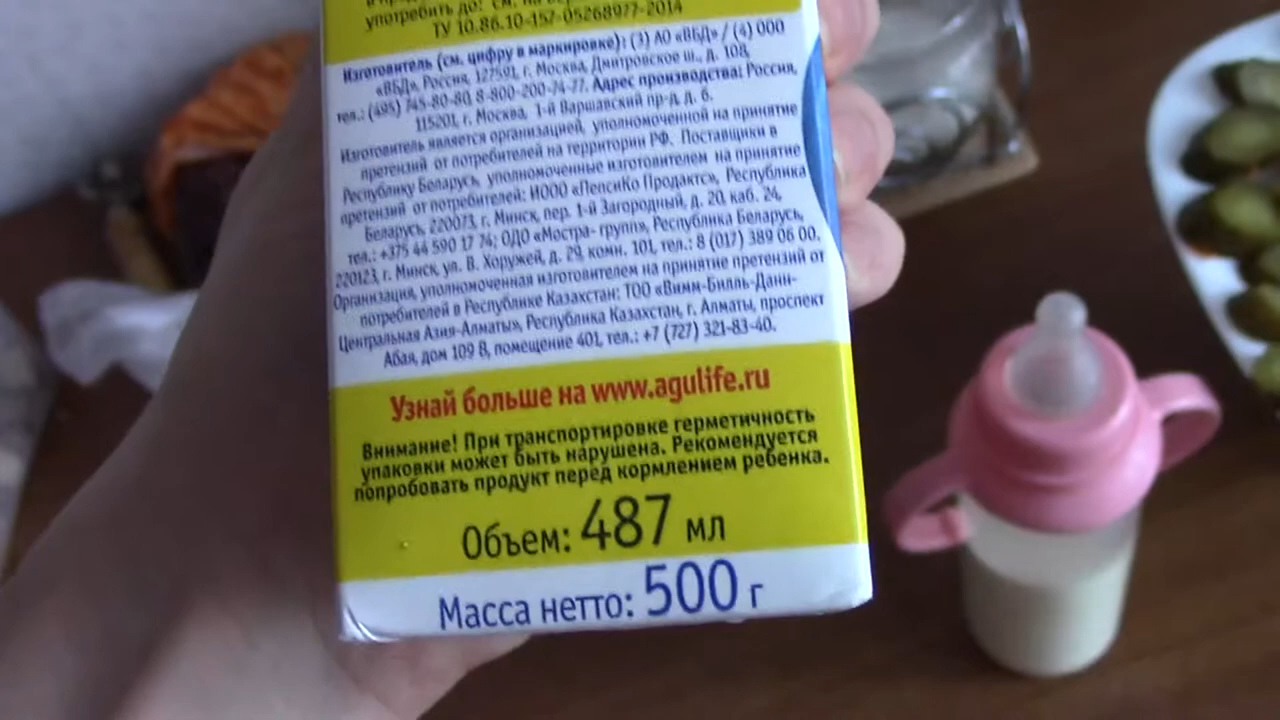 употребить до: см. на
ТУ 10.86.10-157-05268977-2014
Изготовитель (см. цифру в маркировке): (3) АО «ВБД» / (4) ООО
«ВБД», Россия, 127591, г. Москва, Дмитровское ш., д. 108,
тел.: (495) 745-80-80, 8-800-200-74-77. Адрес производства: Россия,
115201, г. Москва, 1-й Варшавский пр-д, д. 6.
Изготовитель является организацией, уполномоченной на принятие
претензий от потребителей на территории РФ. Поставщики в
Республику Беларусь, уполномоченные изготовителем на принятие
претензий от потребителей: ИООО «ПепсиКо Продактс», Республика
Беларусь, 220073, г. Минск, пер. 1-й Загородный, д. 20, каб. 24,
тел.: +375 44 590 17 74; ОДО «Мостра- групп», Республика Беларусь,
220123, г. Минск, ул. В. Хоружей, д. 29, комн. 101, тел.: 8 (017) 389 06 00.
Организация, уполномоченная изготовителем на принятие претензий от
потребителей в Республике Казахстан: ТОО «Вимм-Билль-Данн-
Центральная Азия-Алматы», Республика Казахстан, г. Алматы, проспект
Абая, дом 109 В, помещение 401, тел.: +7 (727) 321-83-40.
Узнай больше на www.agulife.ru
Внимание! При транспортировке герметичность
упаковки может быть нарушена. Рекомендуется
попробовать продукт перед кормлением ребенка.
Объем: 487 мл
Масса нетто: 500 г